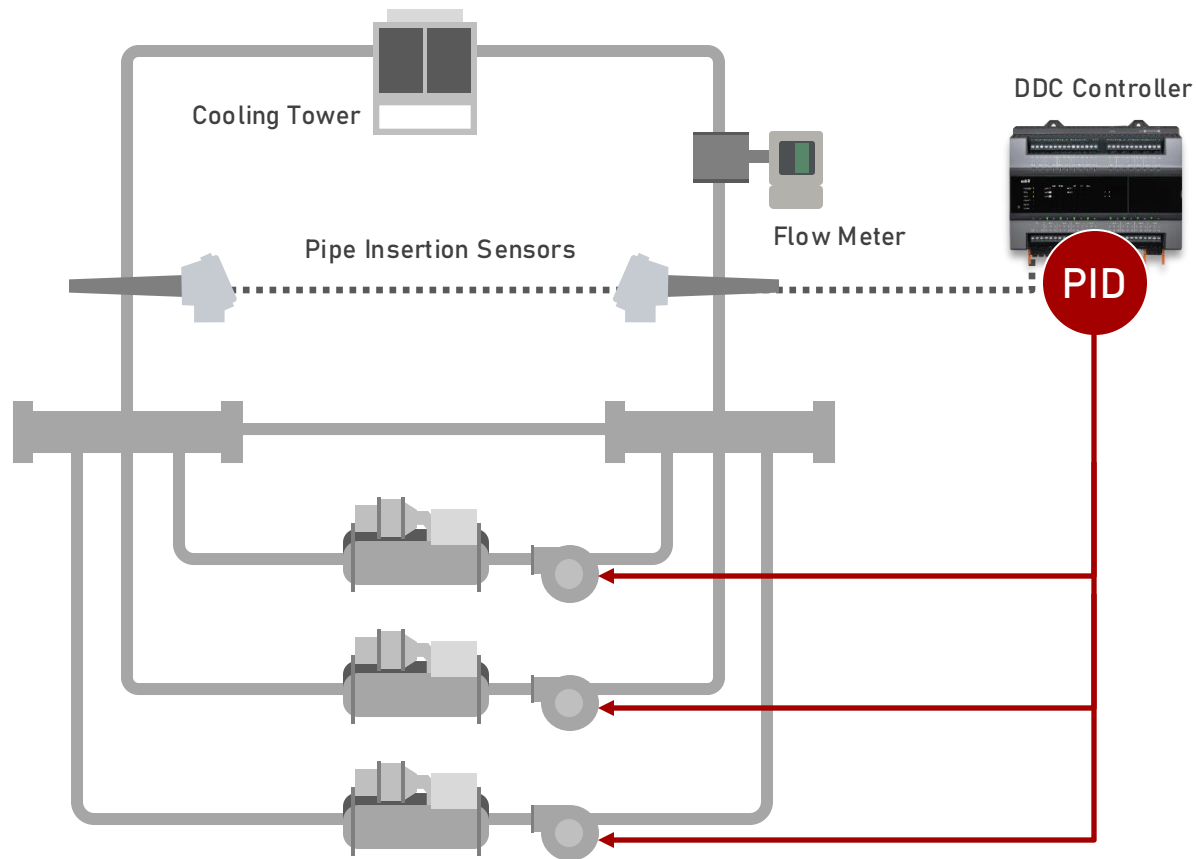 DDC Controller
Cooling Tower
Flow Meter
Pipe Insertion Sensors
PID